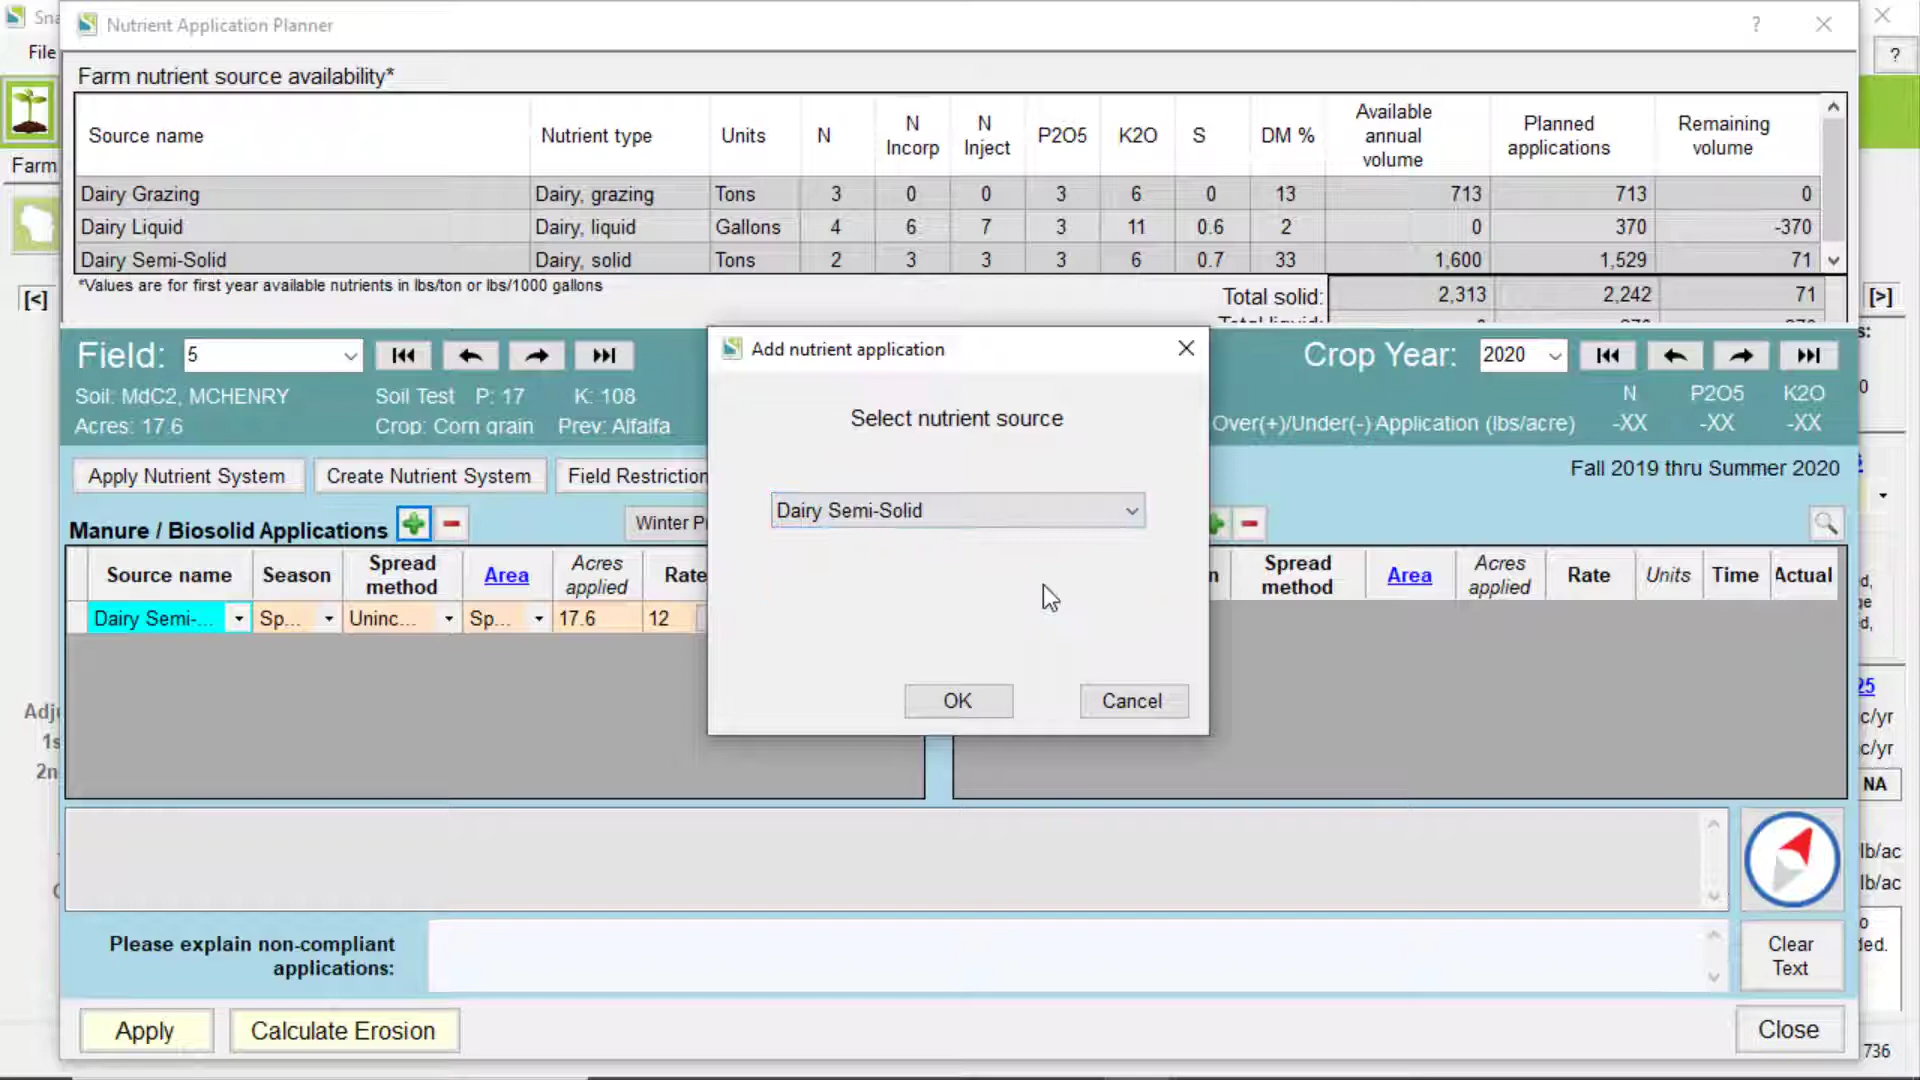 Sna
Nutrient Application Planner
?
File
?
Farm nutrient source availability*
Source name Nutrient type Units N N Incorp N Inject P2O5 K2O S DM % Available annual volume Planned applications Remaining volume
Farm
Dairy Grazing Dairy, grazing Tons 3 0 0 3 6 0 13 713 713 0
Dairy Liquid Dairy, liquid Gallons 4 6 7 3 11 0.6 2 0 370 -370
Dairy Semi-Solid Dairy, solid Tons 2 3 3 3 6 0.7 33 1,600 1,529 71
*Values are for first year available nutrients in lbs/ton or lbs/1000 gallons
[<]
Total solid: 2,313 2,242 71
[>]
Field: 5
Add nutrient application
Crop Year: 2020
Soil: MdC2, MCHENRY Soil Test P: 17 K: 108
N P2O5 K2O
Acres: 17.6 Crop: Corn grain Prev: Alfalfa
Over(+)/Under(-) Application (lbs/acre) -XX -XX -XX
Select nutrient source
Apply Nutrient System Create Nutrient System Field Restriction
Fall 2019 thru Summer 2020
Dairy Semi-Solid
Manure / Biosolid Applications
Winter P
Source name Season Spread method Area Acres applied Rate
n Spread method Area Acres applied Rate Units Time Actual
Dairy Semi-... Sp... Uninc... Sp... 17.6 12
OK Cancel
25
Adj
c/yr
1s
c/yr
2n
NA
lb/ac
lb/ac
Please explain non-compliant applications:
Clear Text
ded.
Apply Calculate Erosion Close
736